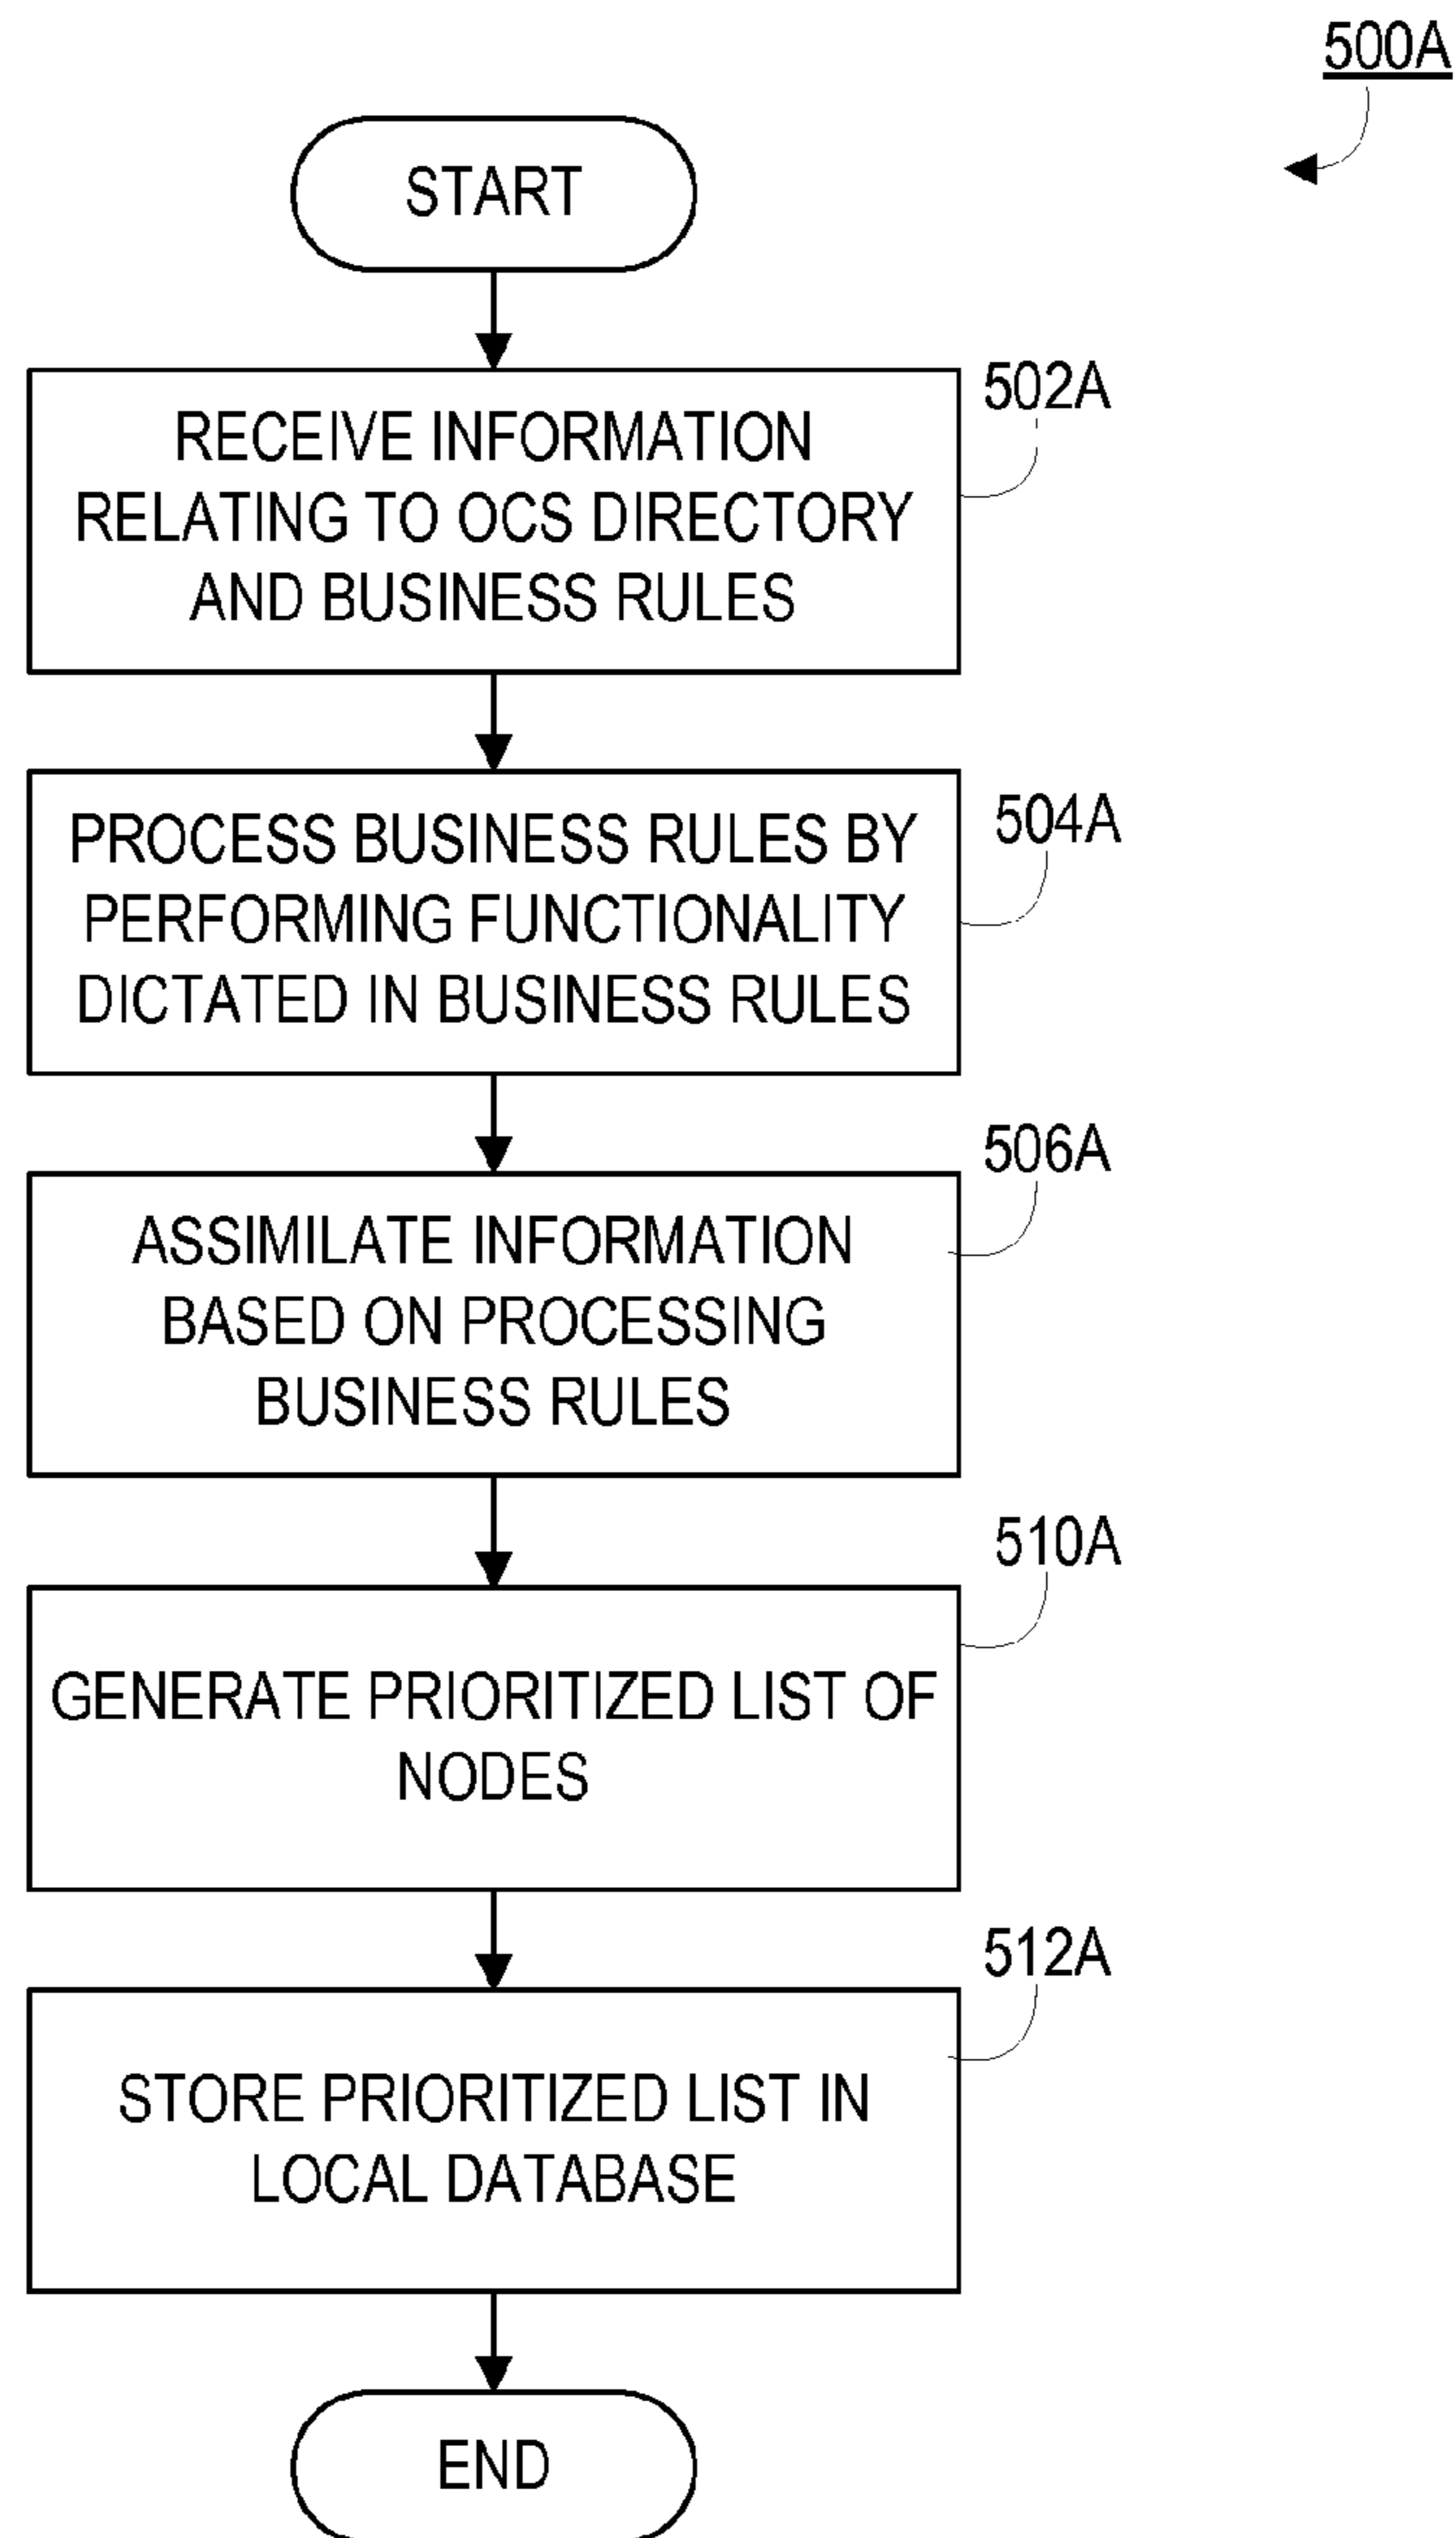 500A
START
502A
RECEIVE INFORMATION
RELATING TO OCS DIRECTORY
AND BUSINESS RULES
504A
PROCESS BUSINESS RULES BY
PERFORMING FUNCTIONALITY
DICTATED IN BUSINESS RULES
506A
ASSIMILATE INFORMATION
BASED ON PROCESSING
BUSINESS RULES
510A
GENERATE PRIORITIZED LIST OF
NODES
512A
STORE PRIORITIZED LIST IN
LOCAL DATABASE
END